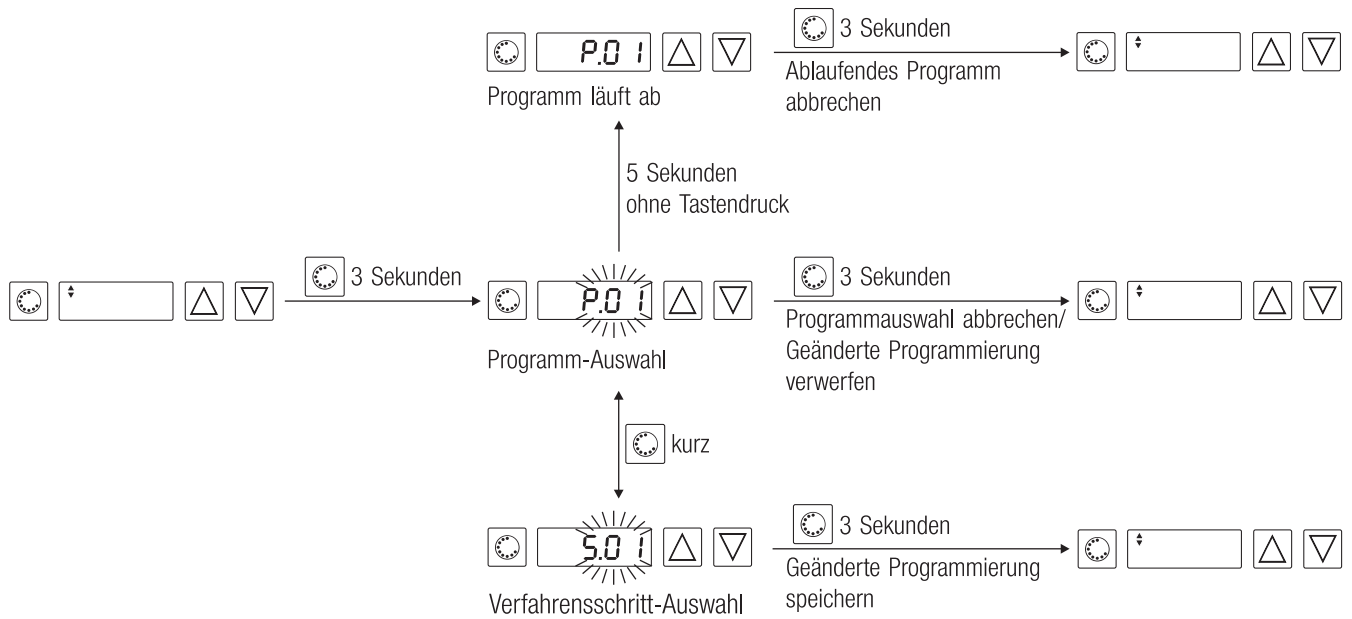 P.01
Programm läuft ab
3 Sekunden
Ablaufendes Programm
abbrechen
5 Sekunden
ohne Tastendruck
3 Sekunden
P.01
Programm-Auswahl
3 Sekunden
Programmauswahl abbrechen/
Geänderte Programmierung
verwerfen
kurz
S.01
Verfahrensschritt-Auswahl
3 Sekunden
Geänderte Programmierung
speichern